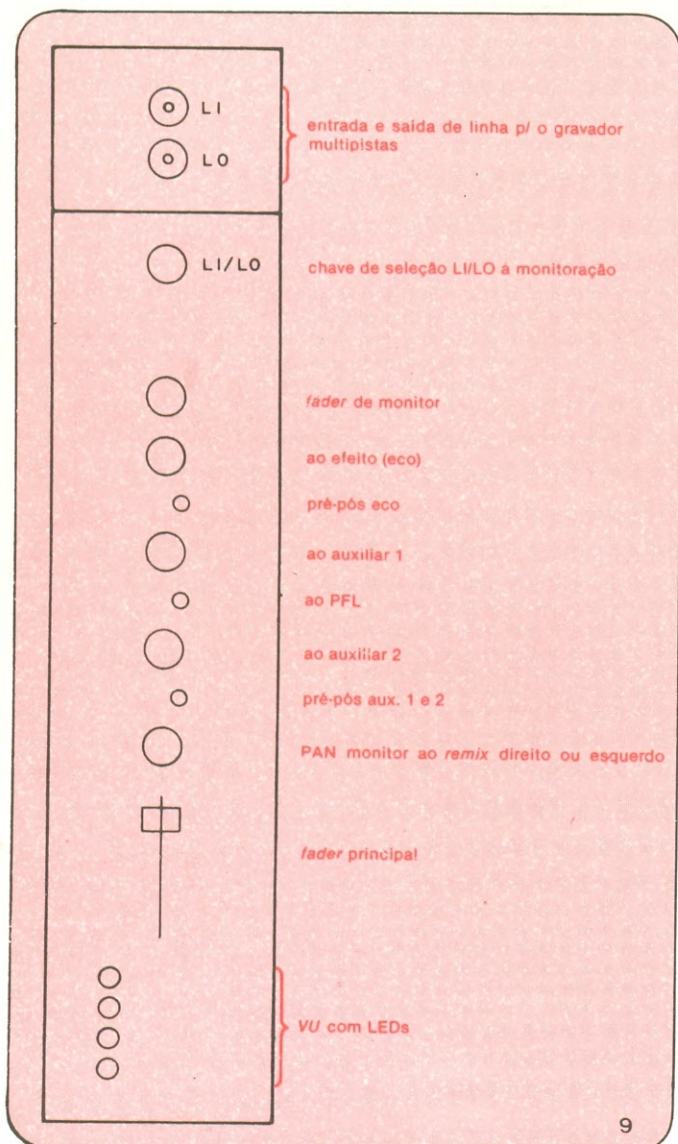 LI
entrada e saída de linha p/ o gravador
multipistas
LO
LI/LO
chave de seleção LI/LO à monitoração
fader de monitor
ao efeito (eco)
pré-pós eco
ao auxiliar 1
ao PFL
ao auxiliar 2
pré-pós aux. 1 e 2
PAN monitor ao remix direito ou esquerdo
fader principal
VU com LEDs
9